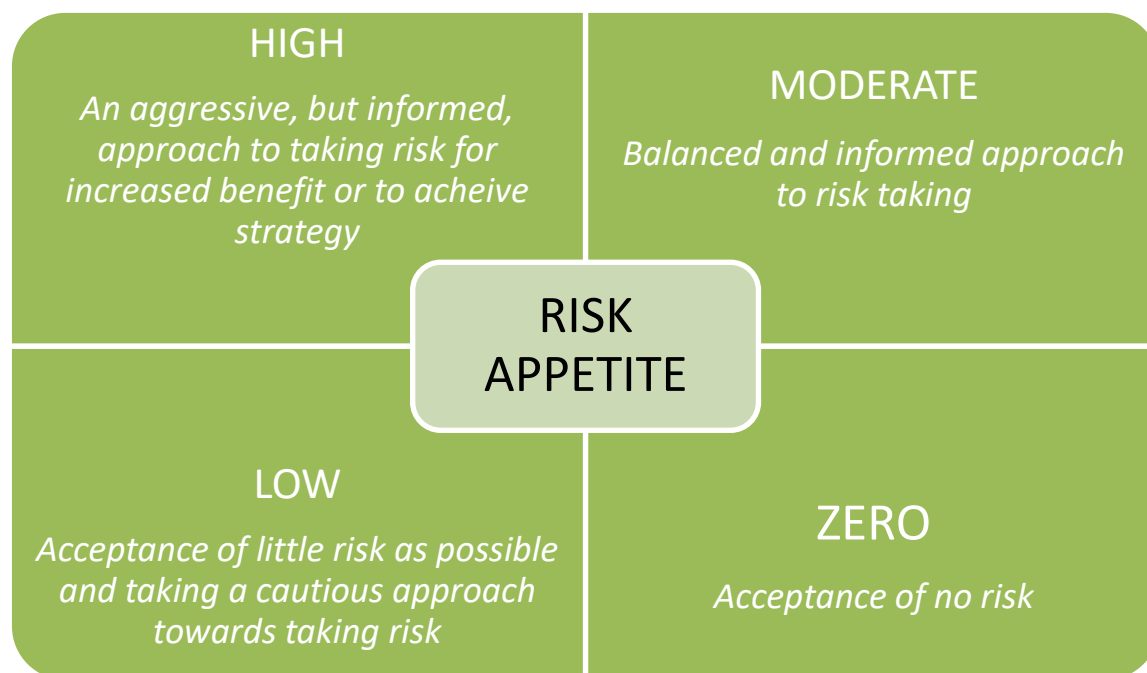 HIGH
An aggressive, but informed,
approach to taking risk for
increased benefit or to acheive
strategy
MODERATE
Balanced and informed approach
to risk taking
RISK
APPETITE
LOW
Acceptance of little risk as possible
and taking a cautious approach
towards taking risk
ZERO
Acceptance of no risk